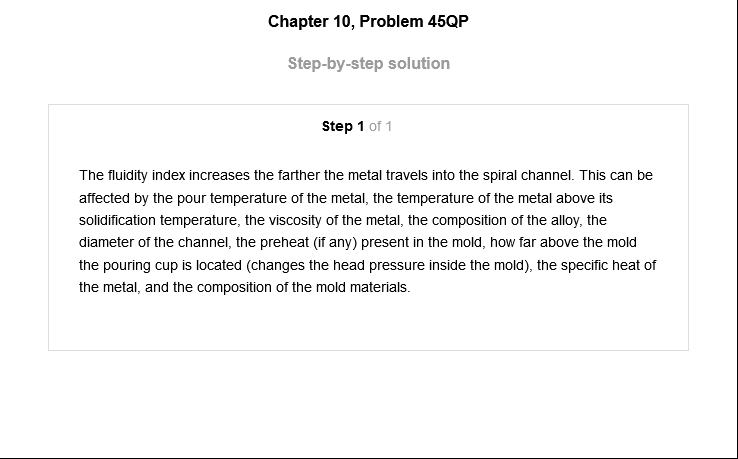 Chapter 10, Problem 45QP
Step-by-step solution
Step 1 of 1
The fluidity index increases the farther the metal travels into the spiral channel. This can be
affected by the pour temperature of the metal, the temperature of the metal above its
solidification temperature, the viscosity of the metal, the composition of the alloy, the
diameter of the channel, the preheat (if any) present in the mold, how far above the mold
the pouring cup is located (changes the head pressure inside the mold), the specific heat of
the metal, and the composition of the mold materials.